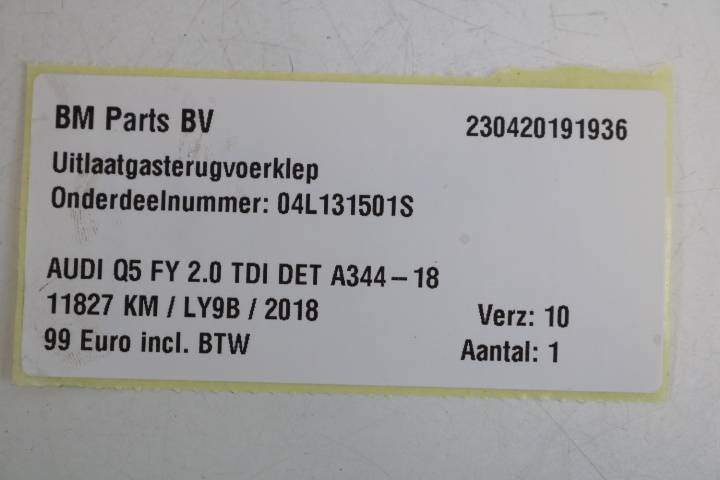 BM Parts BV 230420191936
Uitlaatgasterugvoerklep
Onderdeelnummer: 04L131501S
AUDI Q5 FY 2.0 TDI DET A344-18
11827 KM / LY9B / 2018 Verz: 10
99 Euro incl. BTW Aantal: 1